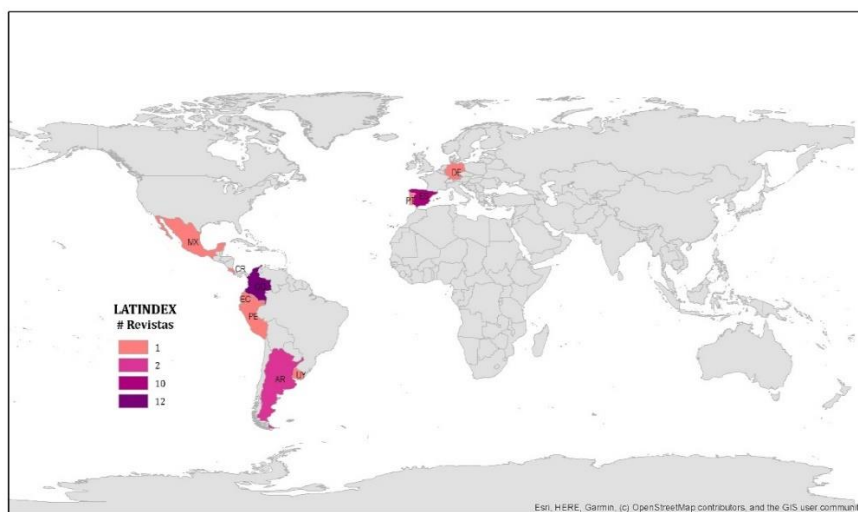 DE
PT
MX
CR
EC
PE
AR
UY
LATINDEX
# Revistas
1
2
10
12
Esri, HERE, Garmin, (c) OpenStreetMap contributors, and the GIS user communit